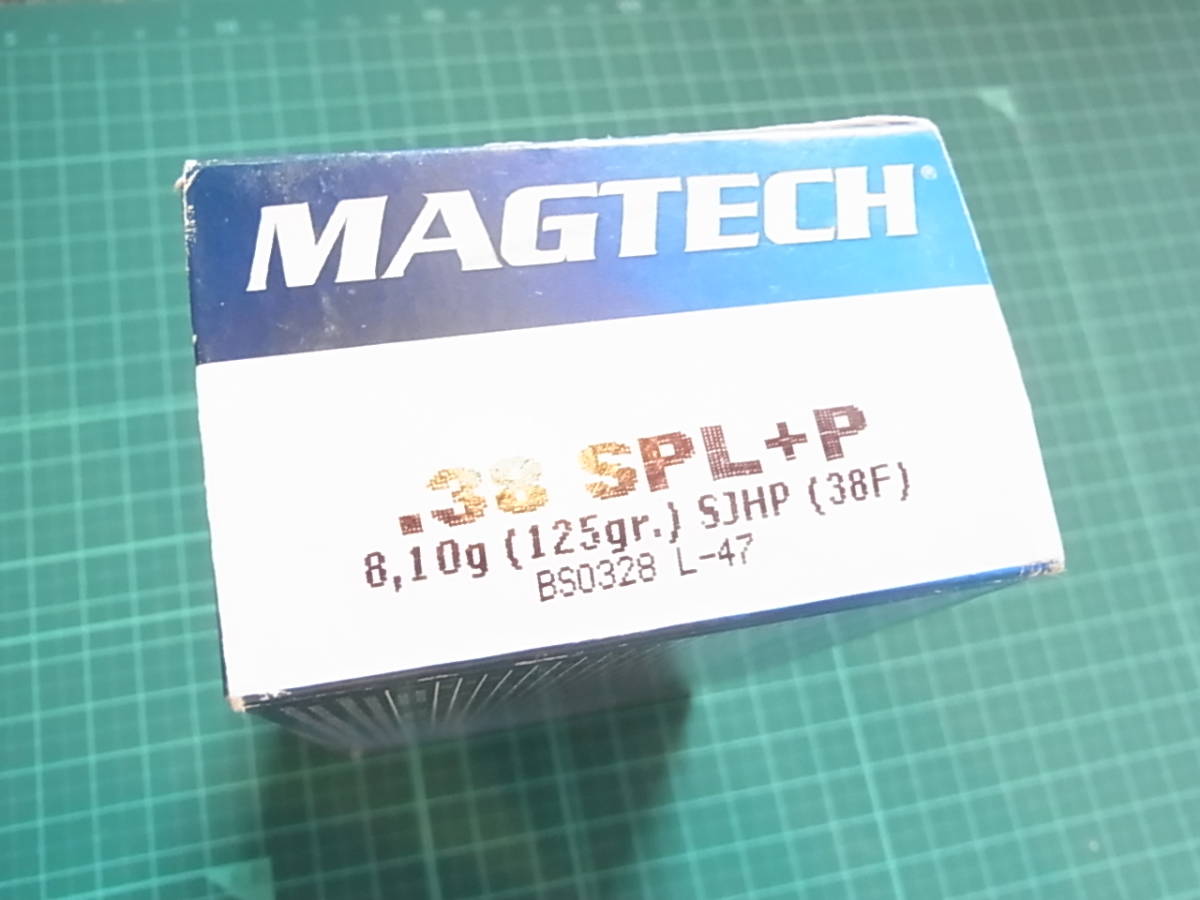 MAGTECH®
.38 SPL+P
8,10g (125gr.) SJHP (38F)
BS0328 L-47